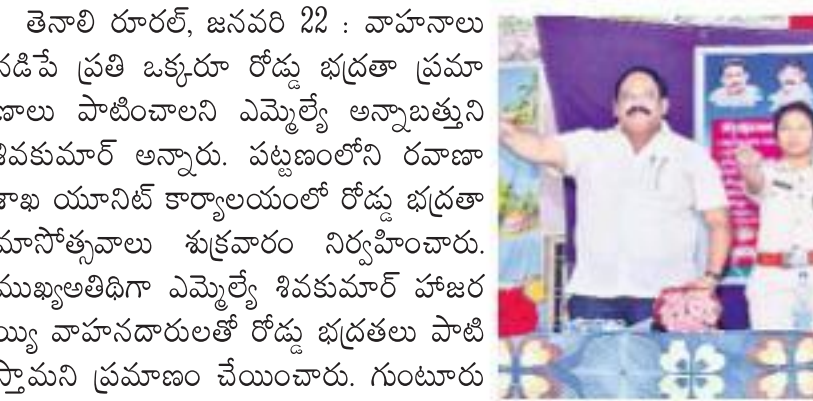 తెనాలి రూరల్, జనవరి 22 : వాహనాలు
నడిపే ప్రతి ఒక్కరూ రోడ్డు భద్రతా ప్రమా
ణాలు పాటించాలని ఎమ్మెల్యే అన్నాబత్తుని
శివకుమార్ అన్నారు. పట్టణంలోని రవాణా
శాఖ యూనిట్ కార్యాలయంలో రోడ్డు భద్రతా
మాసోత్సవాలు శుక్రవారం నిర్వహించారు.
ముఖ్యఅతిథిగా ఎమ్మెల్యే శివకుమార్ హాజర
య్యి వాహనదారులతో రోడ్డు భద్రతలు పాటి
స్తామని ప్రమాణం చేయించారు. గుంటూరు